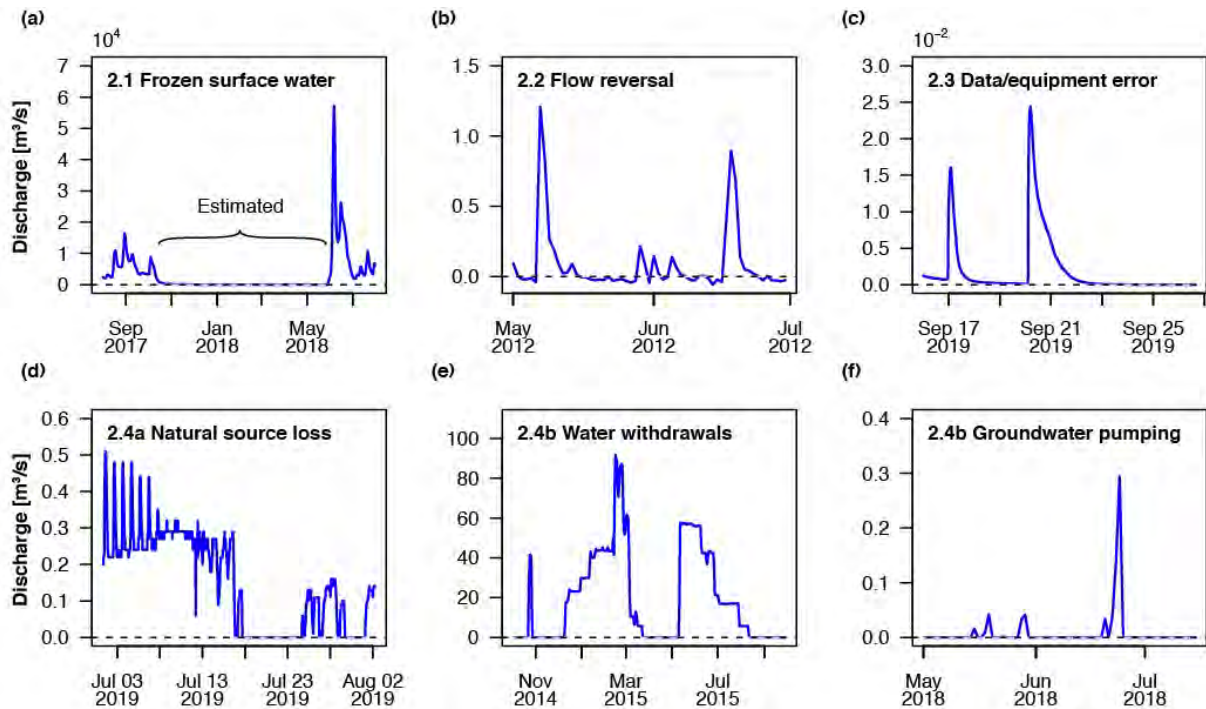 (a)
10⁴
2.1 Frozen surface water
Discharge [m³/s]
7
6
5
4
3
2
1
0
Estimated
Sep 2017
Jan 2018
May 2018
(b)
2.2 Flow reversal
1.5
1.0
0.5
0.0
May 2012
Jun 2012
Jul 2012
(c)
10⁻²
2.3 Data/equipment error
3.0
2.5
2.0
1.5
1.0
0.5
0.0
Sep 17 2019
Sep 21 2019
Sep 25 2019
(d)
2.4a Natural source loss
Discharge [m³/s]
0.6
0.5
0.4
0.3
0.2
0.1
0.0
Jul 03 2019
Jul 13 2019
Jul 23 2019
Aug 02 2019
(e)
2.4b Water withdrawals
100
80
60
40
20
0
Nov 2014
Mar 2015
Jul 2015
(f)
2.4b Groundwater pumping
0.4
0.3
0.2
0.1
0.0
May 2018
Jun 2018
Jul 2018